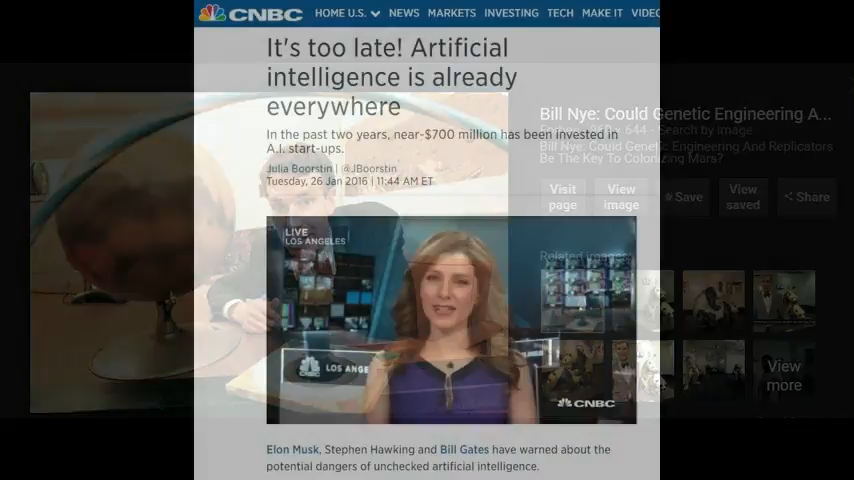 CNBC HOME U.S. NEWS MARKETS INVESTING TECH MAKE IT VIDEO
It's too late! Artificial
intelligence is already
everywhere
In the past two years, near-$700 million has been invested in
A.I. start-ups.
Julia Boorstin | @JBoorstin
Tuesday, 26 Jan 2016 | 11:44 AM ET
LIVE
LOS ANGELES
CNBC LOS ANGE
CNBC
Elon Musk, Stephen Hawking and Bill Gates have warned about the
potential dangers of unchecked artificial intelligence.
Bill Nye: Could Genetic Engineering A...
644 - Search by image
Bill Nye: Could Genetic Engineering And Replicators
Be The Key To Colonizing Mars?
Visit page View image Save View saved Share
Related images:
View
more